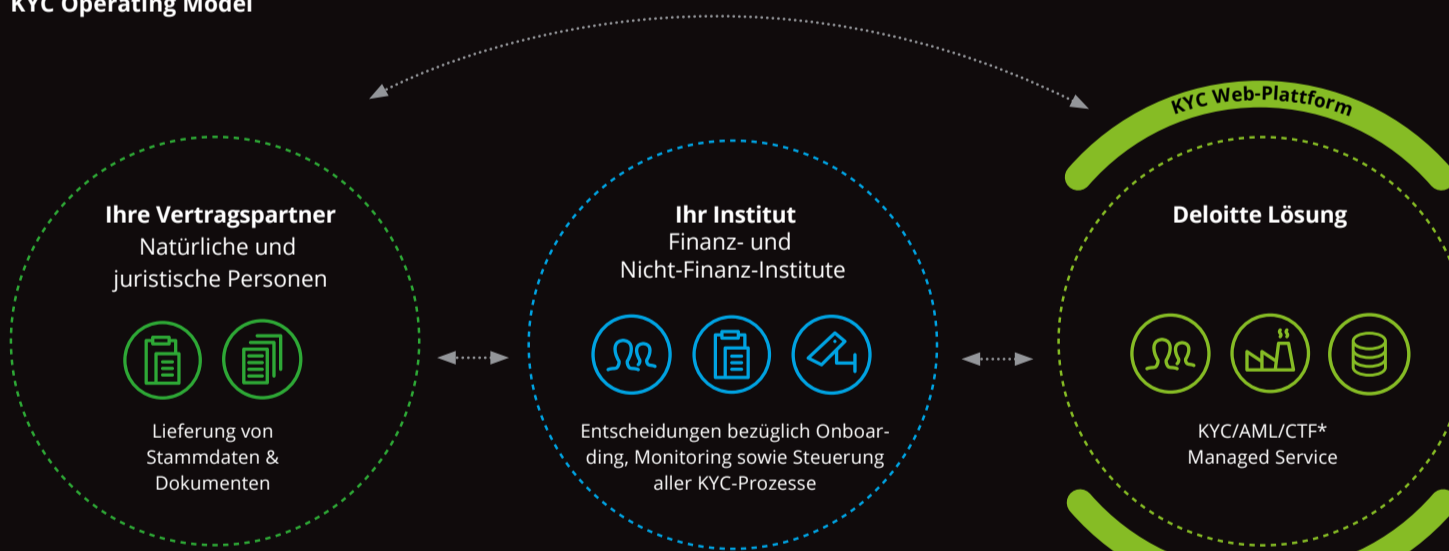 KYC Operating Model
KYC Web-Plattform
Ihre Vertragspartner
Natürliche und
juristische Personen
Lieferung von
Stammdaten &
Dokumenten
Ihr Institut
Finanz- und
Nicht-Finanz-Institute
Entscheidungen bezüglich Onboar-
ding, Monitoring sowie Steuerung
aller KYC-Prozesse
Deloitte Lösung
KYC/AML/CTF*
Managed Service